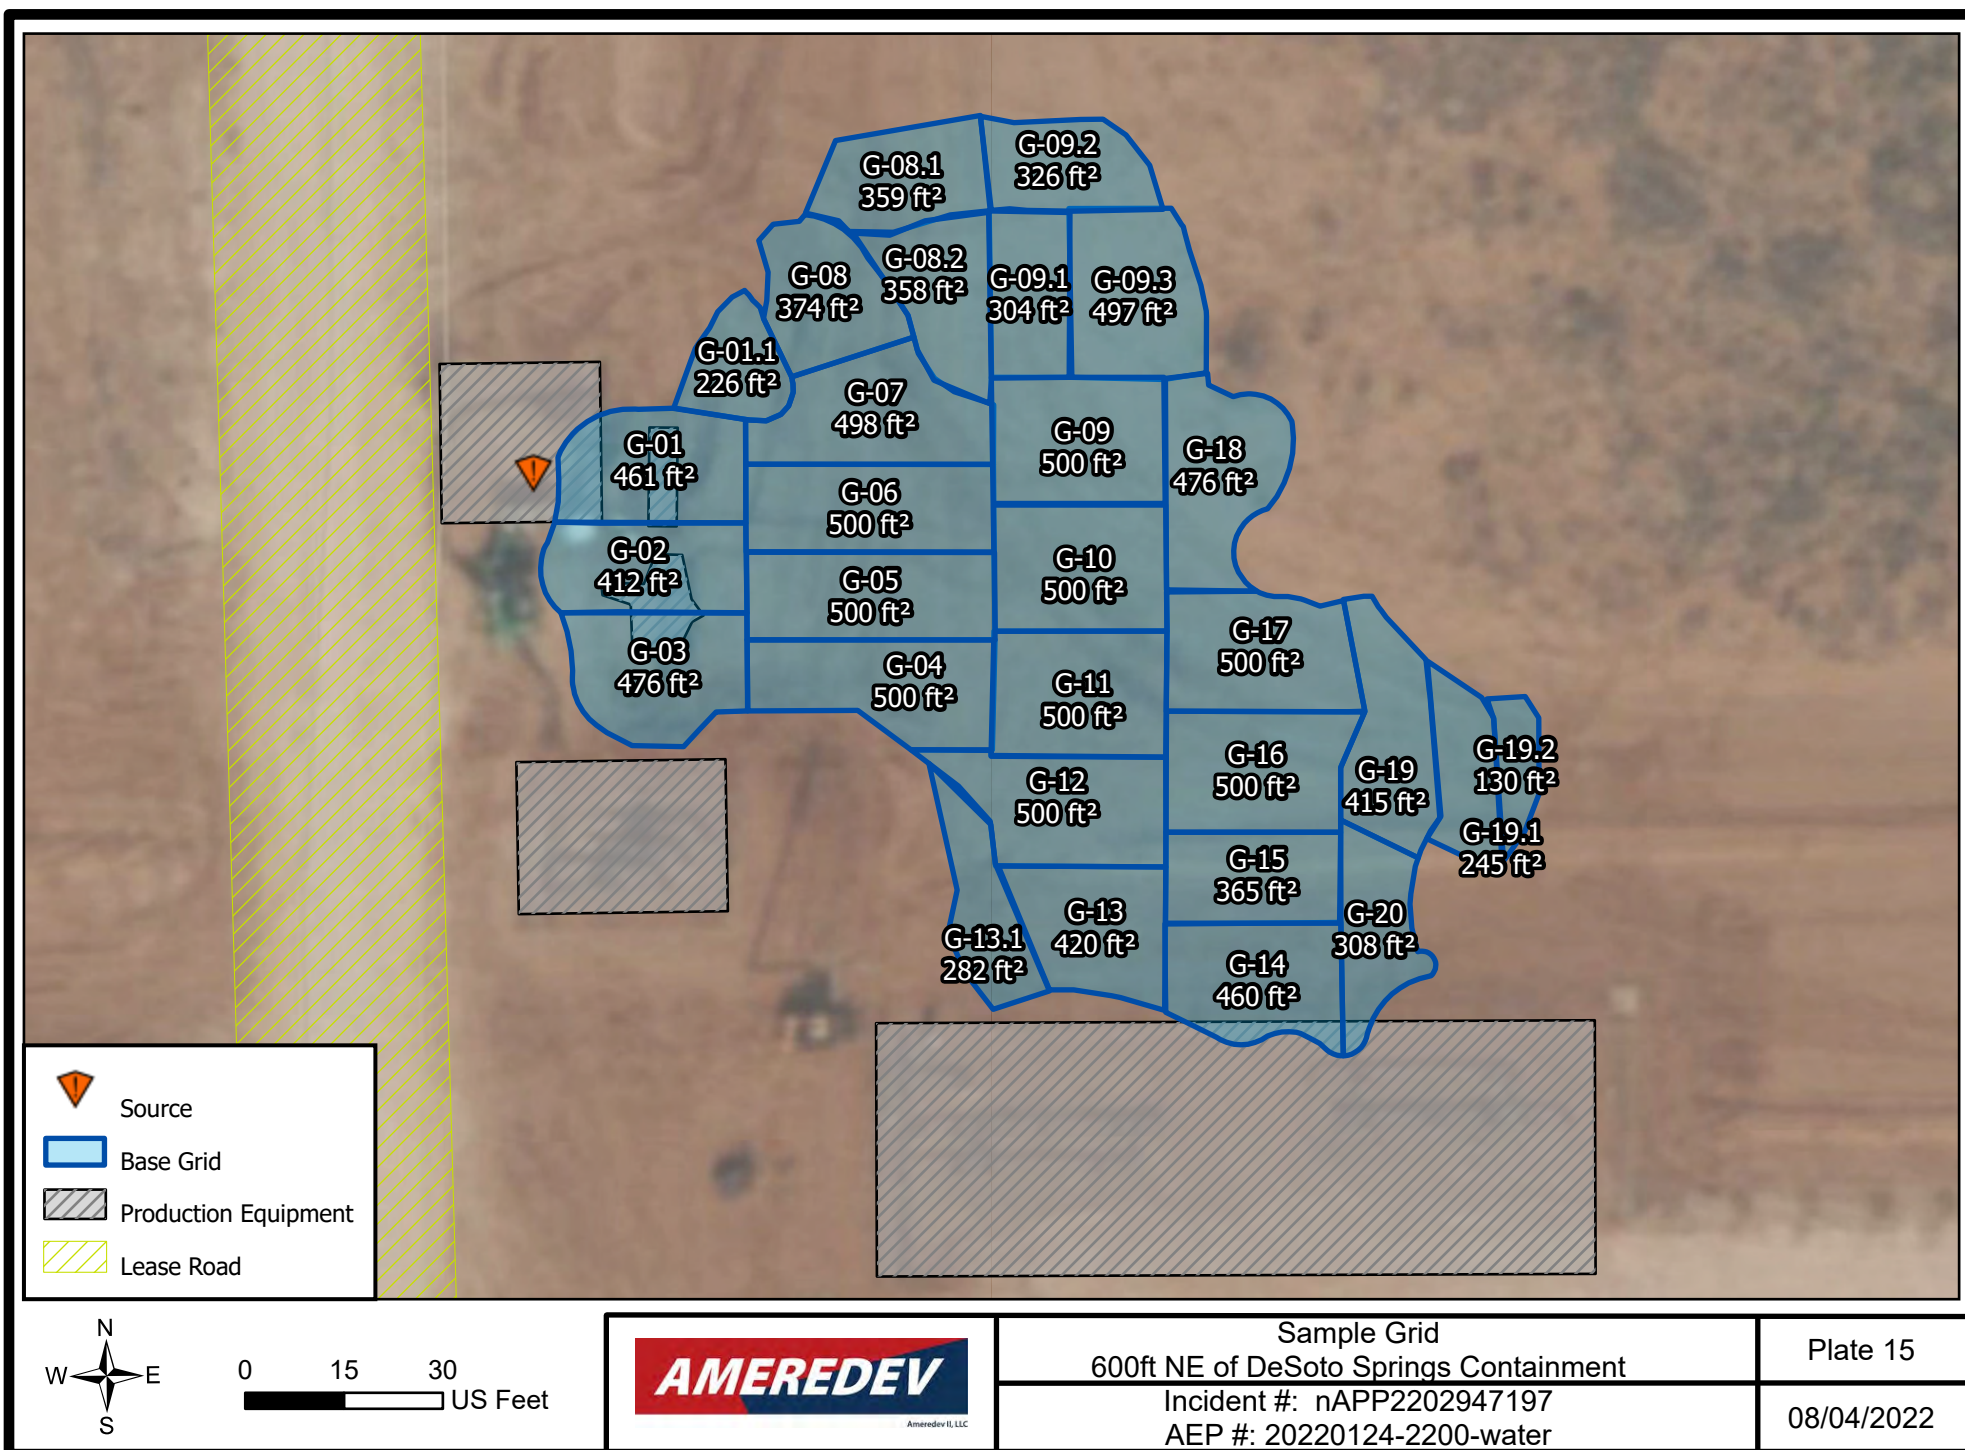 G-09.2
326 ft²
G-08.1
359 ft²
G-08.2
358 ft²
G-08
374 ft²
G-09.1
304 ft²
G-09.3
497 ft²
G-01.1
226 ft²
G-07
498 ft²
G-09
500 ft²
G-18
476 ft²
G-01
461 ft²
G-06
500 ft²
G-02
412 ft²
G-10
500 ft²
G-05
500 ft²
G-17
500 ft²
G-03
476 ft²
G-04
500 ft²
G-11
500 ft²
G-16
500 ft²
G-19.2
130 ft²
G-12
500 ft²
G-19
415 ft²
G-19.1
245 ft²
G-15
365 ft²
G-13
420 ft²
G-20
308 ft²
G-13.1
282 ft²
G-14
460 ft²
Source
Base Grid
Production Equipment
Lease Road
N
W E
S
0 15 30
US Feet
AMEREDEV
Ameredev II, LLC
Sample Grid
600ft NE of DeSoto Springs Containment
Incident #: nAPP2202947197
AEP #: 20220124-2200-water
Plate 15
08/04/2022